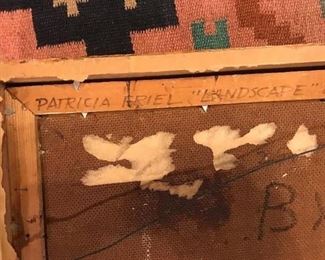 PATRICIA FRIEL "LANDSCAPE"
BX